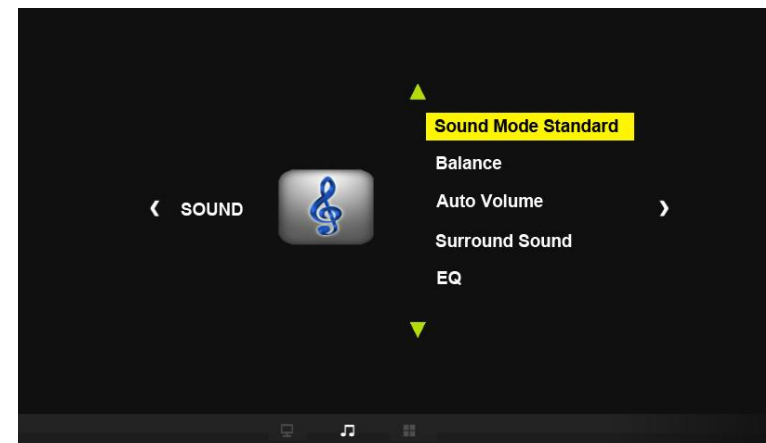 SOUND
Sound Mode Standard
Balance
Auto Volume
Surround Sound
EQ